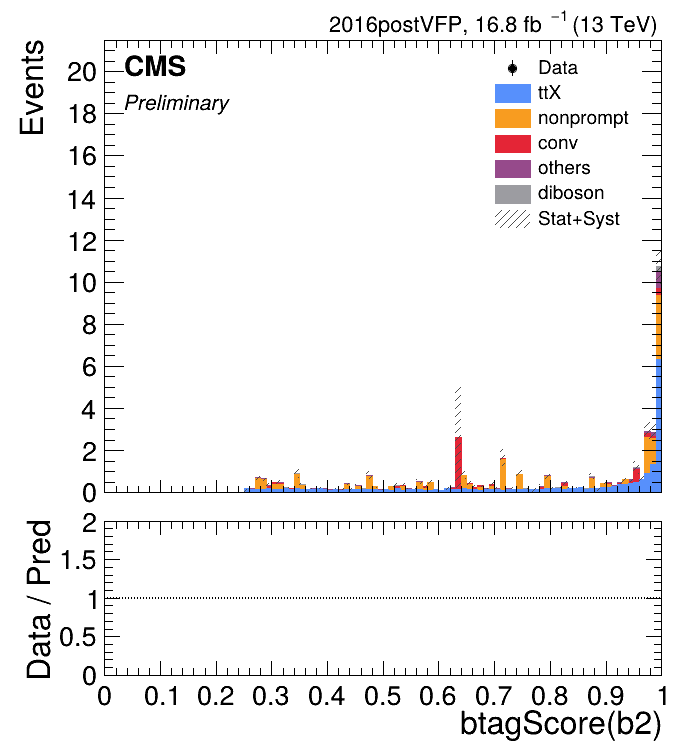 2016postVFP, 16.8 fb⁻¹ (13 TeV)
CMS
Preliminary
Data
ttX
nonprompt
conv
others
diboson
Stat+Syst
Events
20
18
16
14
12
10
8
6
4
2
0
Data / Pred
2
1.5
1
0.5
0
0 0.1 0.2 0.3 0.4 0.5 0.6 0.7 0.8 0.9 1
btagScore(b2)